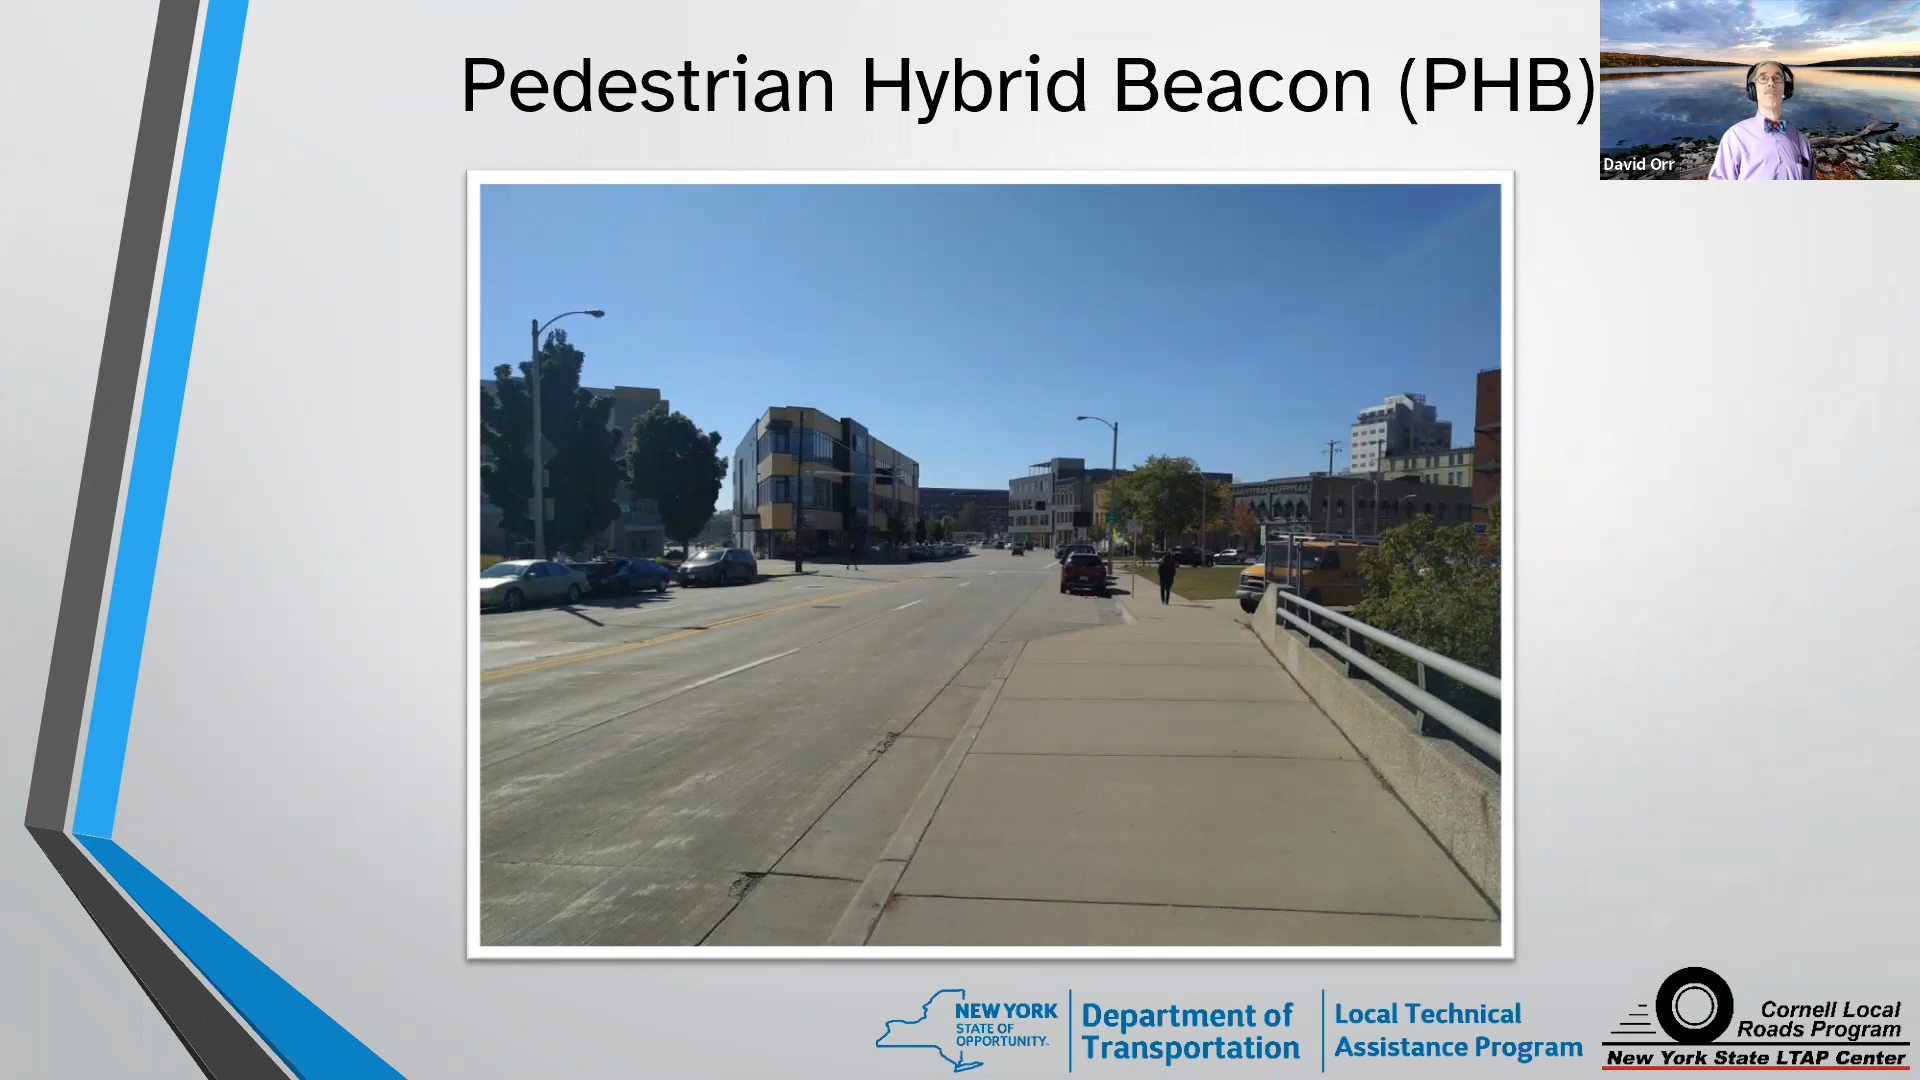 Pedestrian Hybrid Beacon (PHB)
David Orr
NEW YORK
STATE OF
OPPORTUNITY.
Department of
Transportation
Local Technical
Assistance Program
Cornell Local
Roads Program
New York State LTAP Center